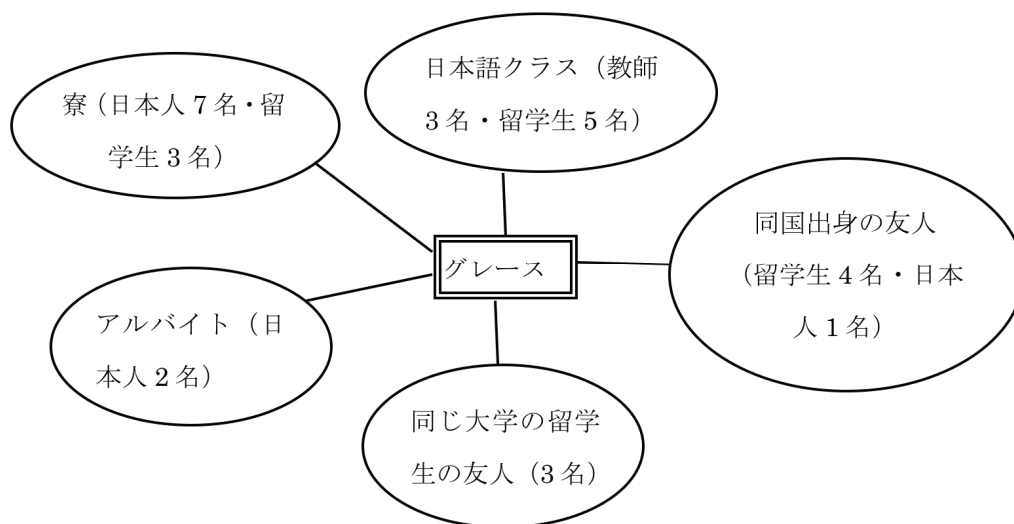 寮（日本人 7 名・留
学生 3 名）
日本語クラス（教師
3 名・留学生 5 名）
同国出身の友人
（留学生 4 名・日本
人 1 名）
グレース
アルバイト（日
本人 2 名）
同じ大学の留学
生の友人（3 名）